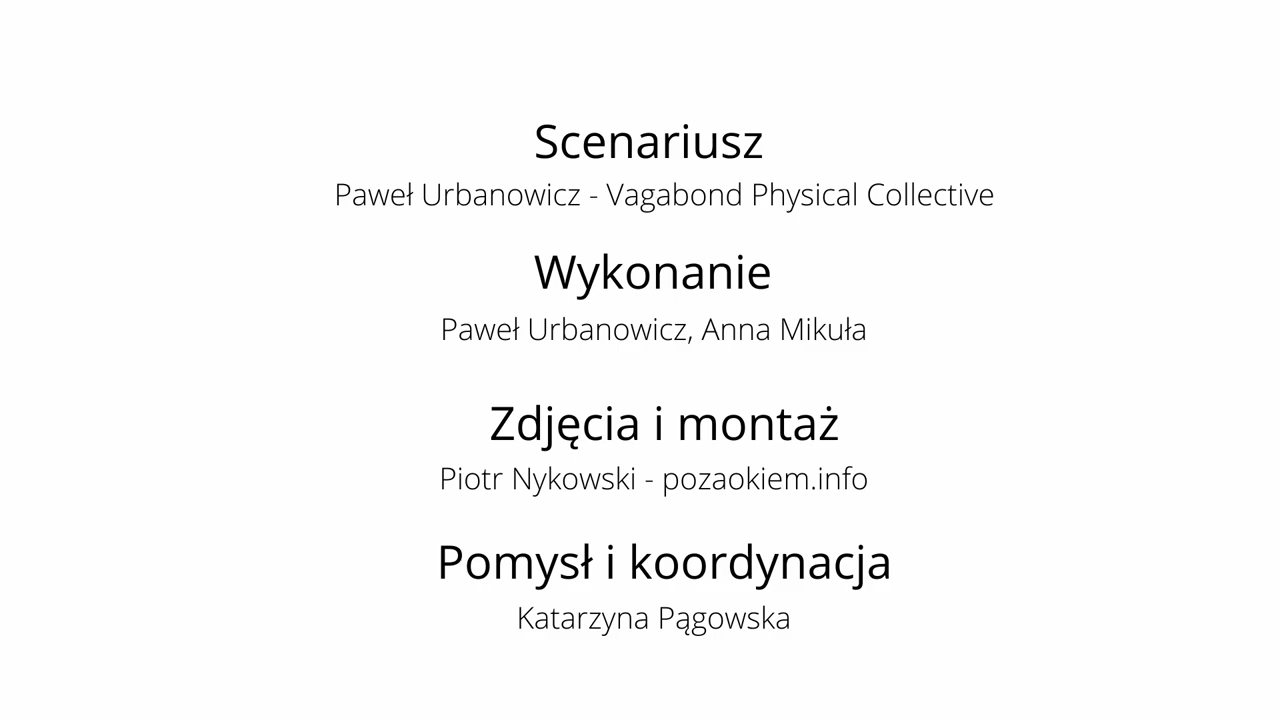 Scenariusz
Paweł Urbanowicz - Vagabond Physical Collective
Wykonanie
Paweł Urbanowicz, Anna Mikuła
Zdjęcia i montaż
Piotr Nykowski - pozaokiem.info
Pomysł i koordynacja
Katarzyna Pągowska